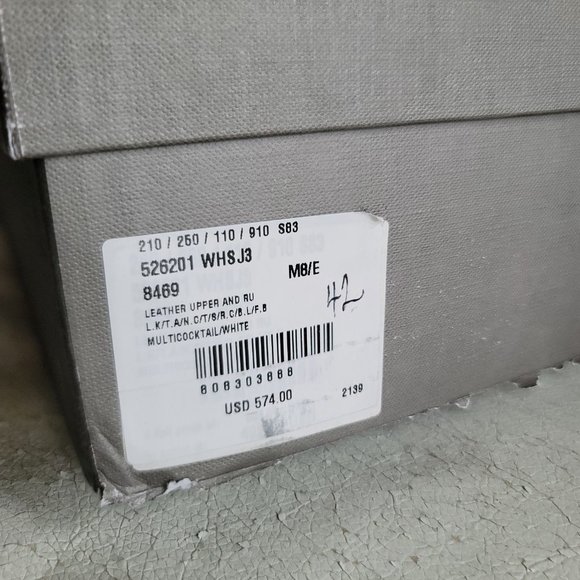 210 / 250 / 110 / 910 S83
526201 WHSJ3
8469 M8/E
42
LEATHER UPPER AND RU
L.K/T.A/N.C/T/S/R.C/B.L/F.B
MULTICOCKTAIL/WHITE
808303888
USD 574.00 2139